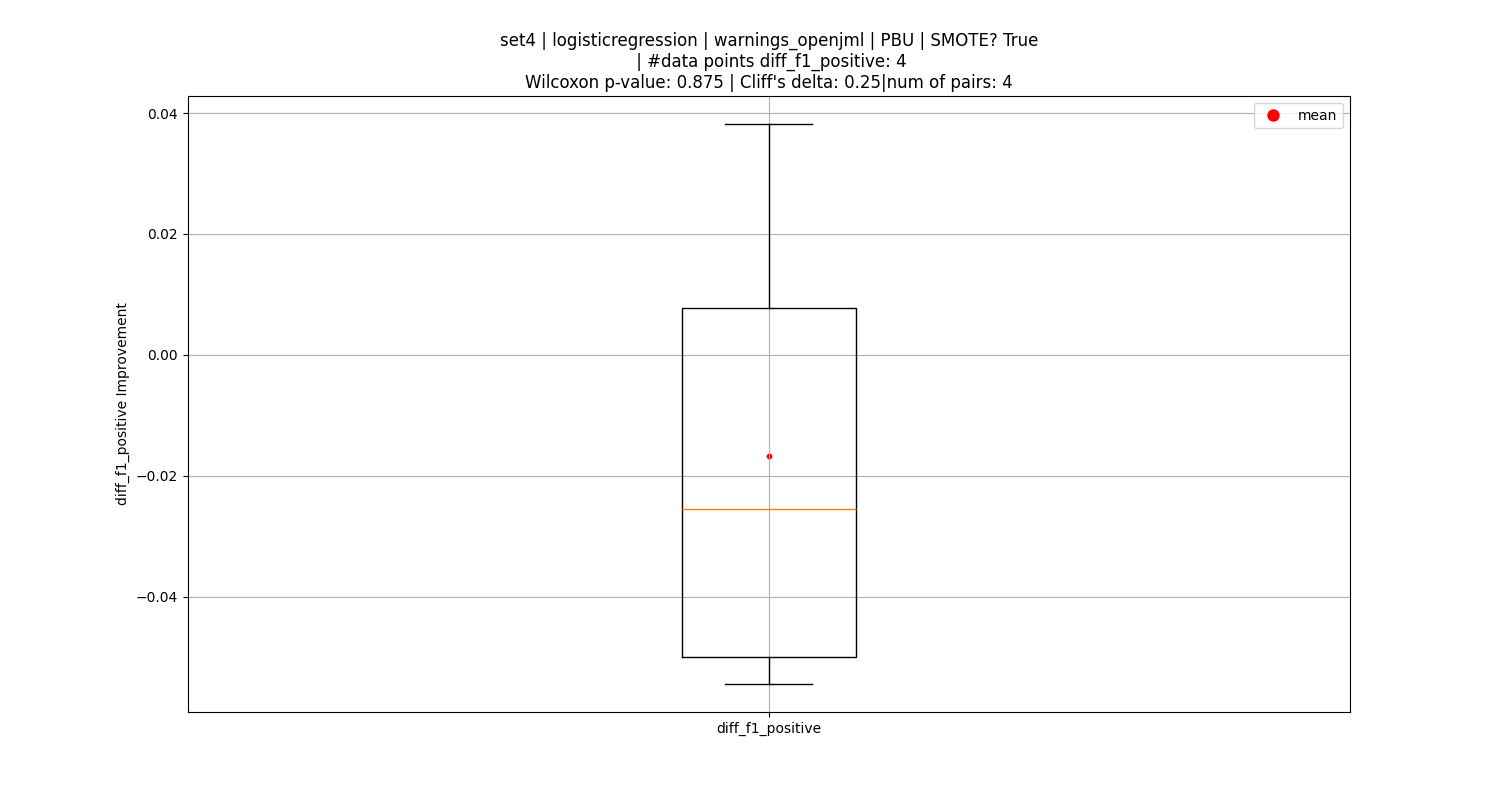 set4 | logisticregression | warnings_openjml | PBU | SMOTE? True
| #data points diff_f1_positive: 4
Wilcoxon p-value: 0.875 | Cliff's delta: 0.25|num of pairs: 4
mean
0.04
0.02
0.00
−0.02
−0.04
diff_f1_positive Improvement
diff_f1_positive